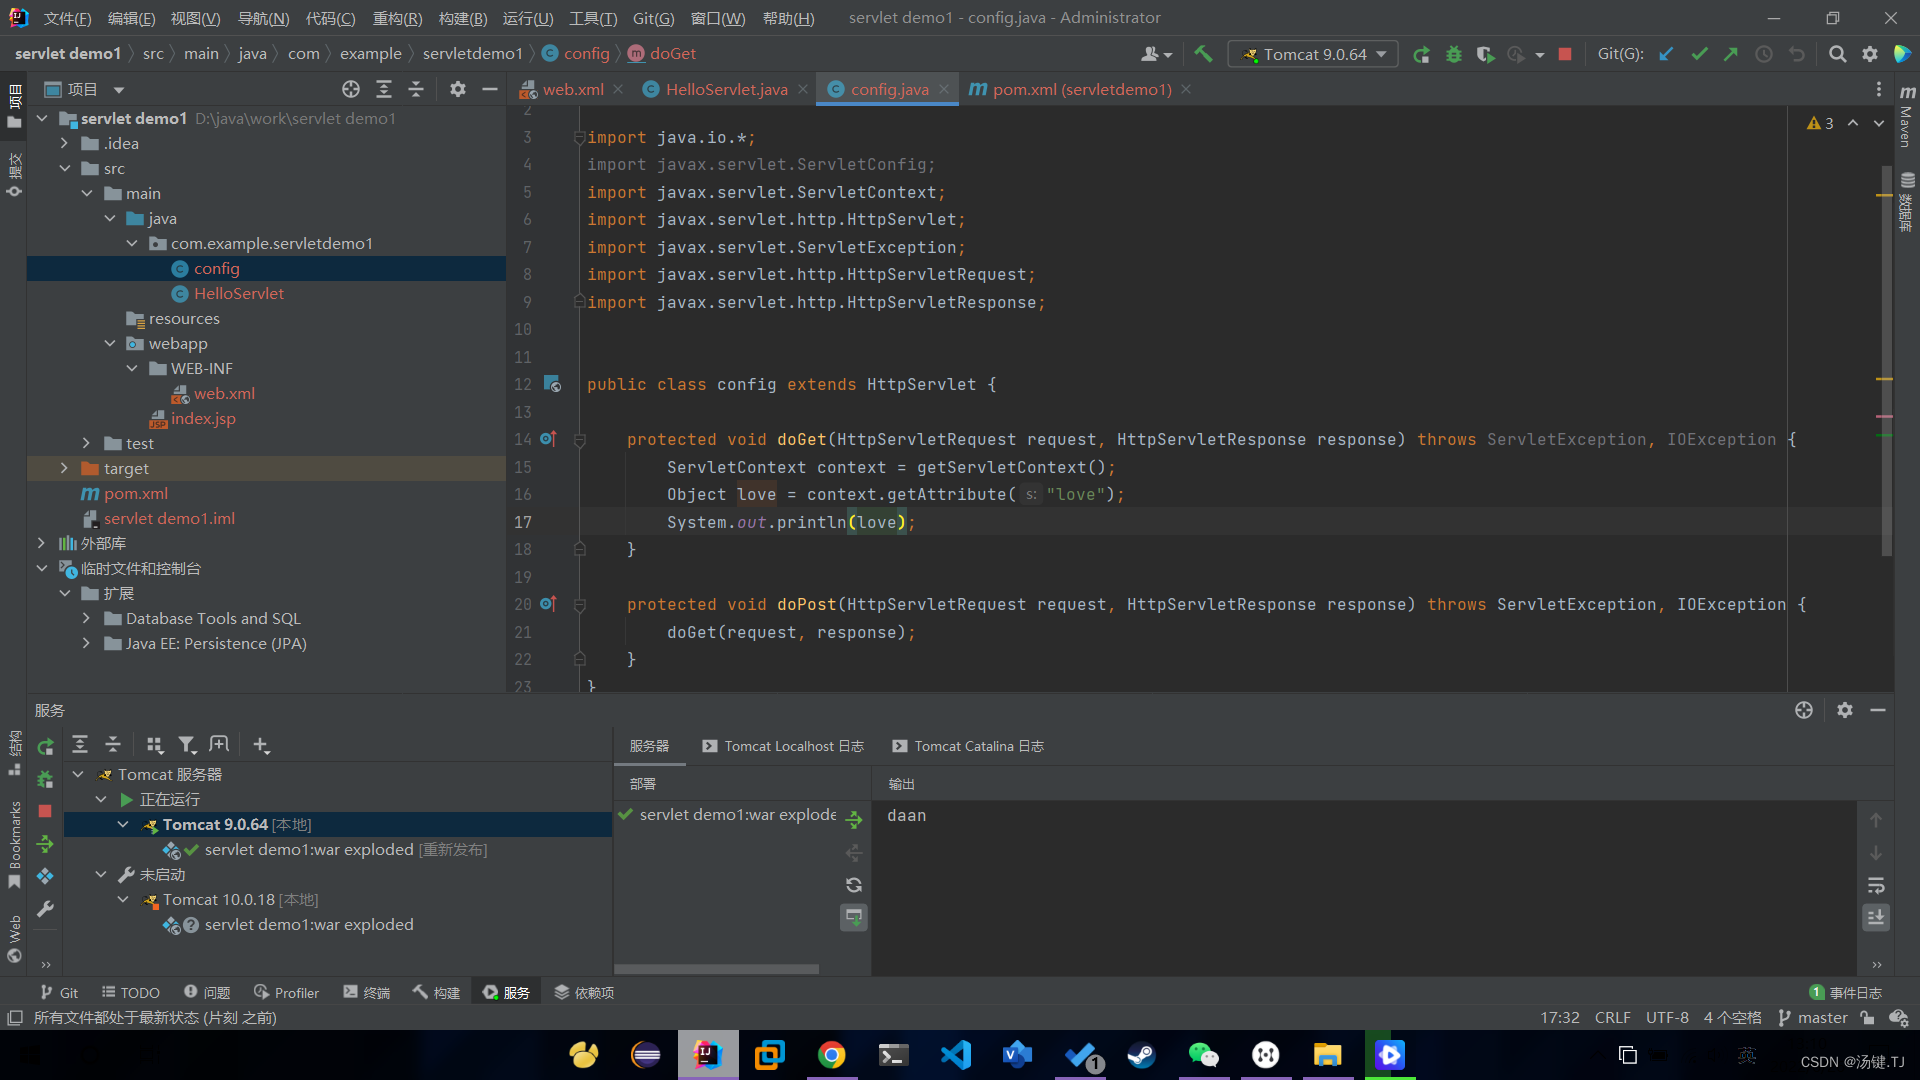 文件(F) 编辑(E) 视图(V) 导航(N) 代码(C) 重构(R) 构建(B) 运行(U) 工具(T) Git(G) 窗口(W) 帮助(H) servlet demo1 - config.java - Administrator
servlet demo1 src main java com example servletdemo1 config doGet Tomcat 9.0.64 Git(G):
项目 web.xml HelloServlet.java config.java pom.xml (servletdemo1)
项目
提交
Maven
数据库
servlet demo1 D:\java\work\servlet demo1
.idea
src
main
java
com.example.servletdemo1
config
HelloServlet
resources
webapp
WEB-INF
web.xml
index.jsp
test
target
pom.xml
servlet demo1.iml
外部库
临时文件和控制台
扩展
Database Tools and SQL
Java EE: Persistence (JPA)
3
2
3 import java.io.*;
4 import javax.servlet.ServletConfig;
5 import javax.servlet.ServletContext;
6 import javax.servlet.http.HttpServlet;
7 import javax.servlet.ServletException;
8 import javax.servlet.http.HttpServletRequest;
9 import javax.servlet.http.HttpServletResponse;
10
11
12 public class config extends HttpServlet {
13
14 protected void doGet(HttpServletRequest request, HttpServletResponse response) throws ServletException, IOException {
15 ServletContext context = getServletContext();
16 Object love = context.getAttribute( s: "love");
17 System.out.println(love);
18 }
19
20 protected void doPost(HttpServletRequest request, HttpServletResponse response) throws ServletException, IOException {
21 doGet(request, response);
22 }
23 }
服务
结构
Bookmarks
Web
Tomcat 服务器
正在运行
Tomcat 9.0.64 [本地]
servlet demo1:war exploded [重新发布]
未启动
Tomcat 10.0.18 [本地]
servlet demo1:war exploded
服务器 Tomcat Localhost 日志 Tomcat Catalina 日志
部署 输出
servlet demo1:war explode
daan
Git TODO 问题 Profiler 终端 构建 服务 依赖项 1 事件日志
所有文件都处于最新状态 (片刻 之前) 17:32 CRLF UTF-8 4 个空格 master
1
英
CSDN @汤键.TJ